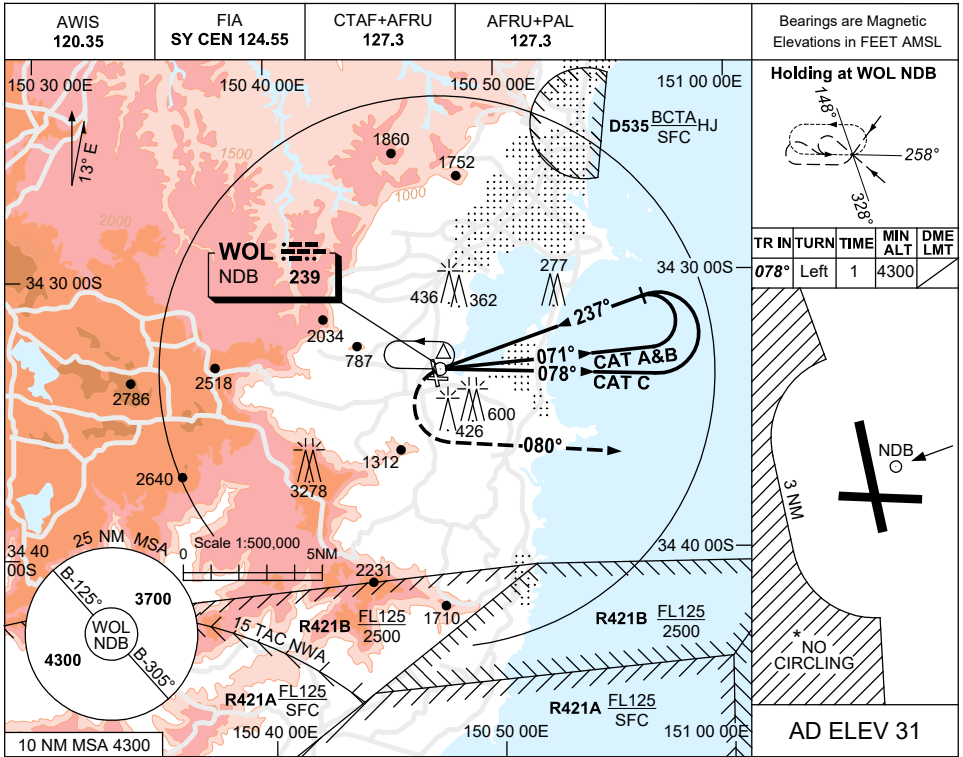 AWIS
120.35
FIA
SY CEN 124.55
CTAF+AFRU
127.3
AFRU+PAL
127.3
Bearings are Magnetic
Elevations in FEET AMSL
150 30 00E
150 40 00E
150 50 00E
151 00 00E
13° E
1500
1860
1752
1000
2000
D535 BCTA HJ
SFC
WOL
NDB 239
34 30 00S
34 30 00S
436
362
277
2034
787
237°
071°
CAT A&B
078°
CAT C
2518
2786
600
426
080°
1312
3278
2640
Scale 1:500,000
0
5NM
34 40
00S
34 40 00S
25 NM MSA
B-125°
3700
WOL
NDB
4300
B-305°
2231
R421B FL125
2500
1710
R421B FL125
2500
15 TAC NWA
R421A FL125
SFC
R421A FL125
SFC
150 40 00E
150 50 00E
151 00 00E
10 NM MSA 4300
Holding at WOL NDB
148°
258°
328°
TR IN TURN TIME MIN ALT DME LMT
078° Left 1 4300
NDB
3 NM
* NO
CIRCLING
AD ELEV 31